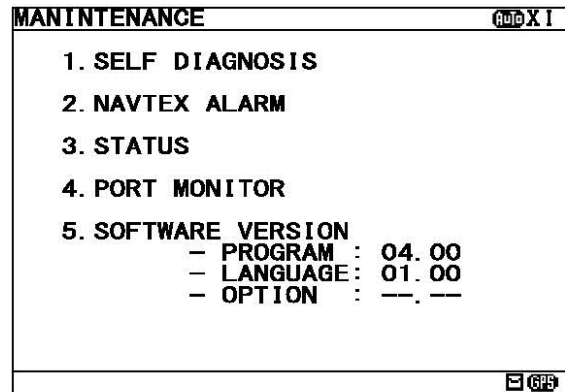 MANINTENANCE AUTO X I
1. SELF DIAGNOSIS
2. NAVTEX ALARM
3. STATUS
4. PORT MONITOR
5. SOFTWARE VERSION
– PROGRAM : 04.00
– LANGUAGE: 01.00
– OPTION : --.--
GPS